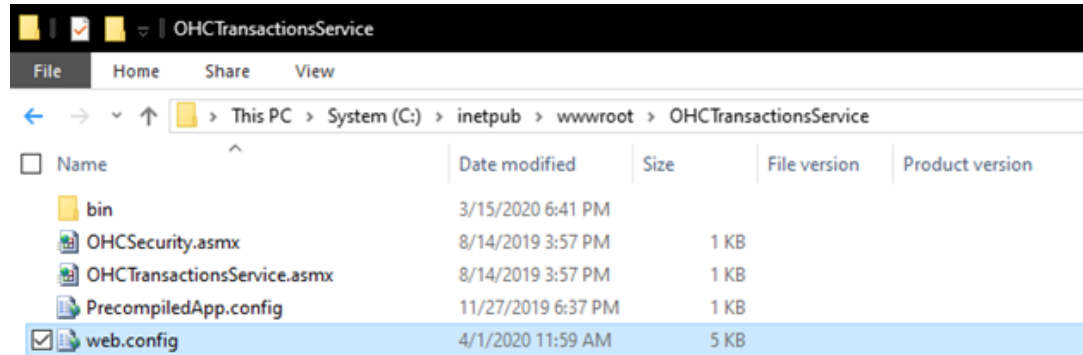 OHCTransactionsService
File Home Share View
This PC > System (C:) > inetpub > wwwroot > OHCTransactionsService
Name Date modified Size File version Product version
bin 3/15/2020 6:41 PM
OHCSecurity.asmx 8/14/2019 3:57 PM 1 KB
OHCTransactionsService.asmx 8/14/2019 3:57 PM 1 KB
PrecompiledApp.config 11/27/2019 6:37 PM 1 KB
web.config 4/1/2020 11:59 AM 5 KB